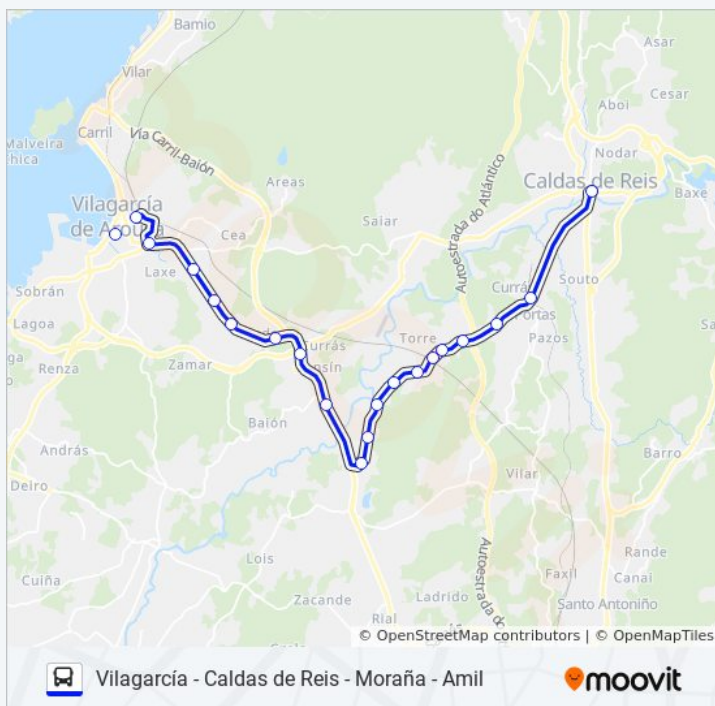 Bamio
Vilar
Asar
Aboi
Cesar
Malveira
Chica
Carril
Vía Carril-Baión
Nodar
Areas
Caldas de Reis
Baxe
Vilagarcía
de Arousa
Saiar
Autoestrada do Atlántico
Cea
Laxe
Sobrán
Souto
Lagoa
Portas
Torre
Pazos
Renza
Zamar
Baión
András
Barro
Deiro
Vilar
Lois
Rande
Cuiña
Zacande
Faxil
Canai
Autoestrada do
Ladrido
Santo Antoniño
Rial
© OpenStreetMap contributors | © OpenMapTiles
Vilagarcía - Caldas de Reis - Moraña - Amil
moovit